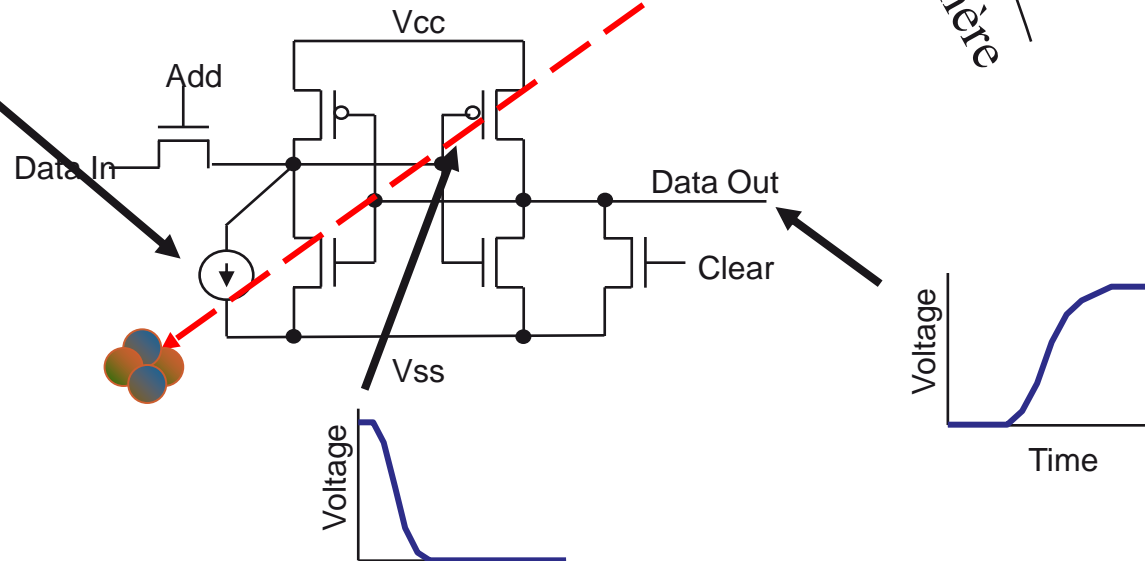 Vcc
Add
Data In
Data Out
Clear
Vss
Voltage
Voltage
Time